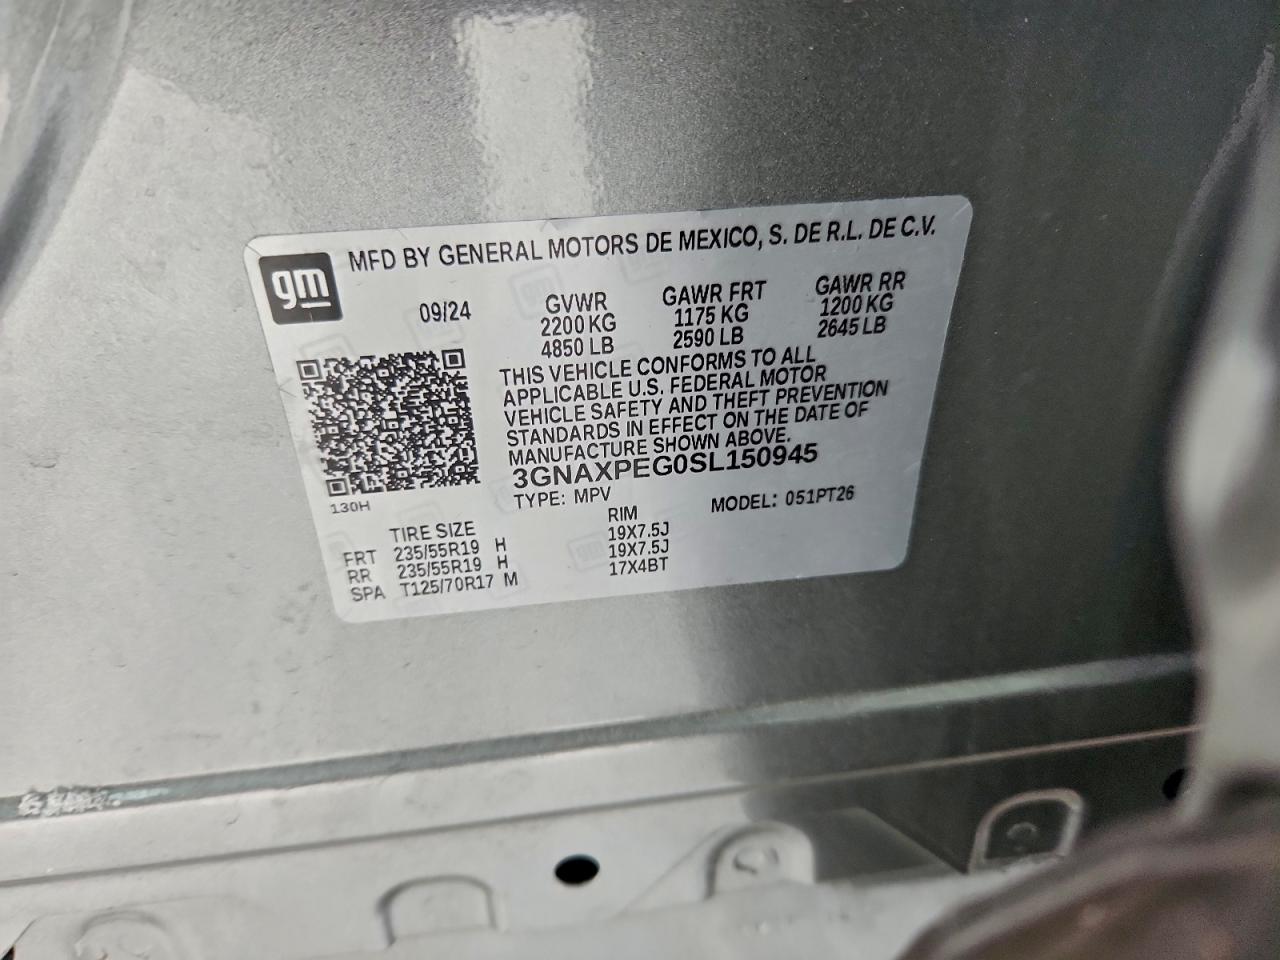 gm
MFD BY GENERAL MOTORS DE MEXICO, S. DE R.L. DE C.V.
09/24 GVWR GAWR FRT GAWR RR
2200 KG 1175 KG 1200 KG
4850 LB 2590 LB 2645 LB
THIS VEHICLE CONFORMS TO ALL
APPLICABLE U.S. FEDERAL MOTOR
VEHICLE SAFETY AND THEFT PREVENTION
STANDARDS IN EFFECT ON THE DATE OF
MANUFACTURE SHOWN ABOVE.
3GNAXPEG0SL150945
130H
TYPE: MPV MODEL: 051PT26
TIRE SIZE RIM
FRT 235/55R19 H 19X7.5J
RR 235/55R19 H 19X7.5J
SPA T125/70R17 M 17X4BT